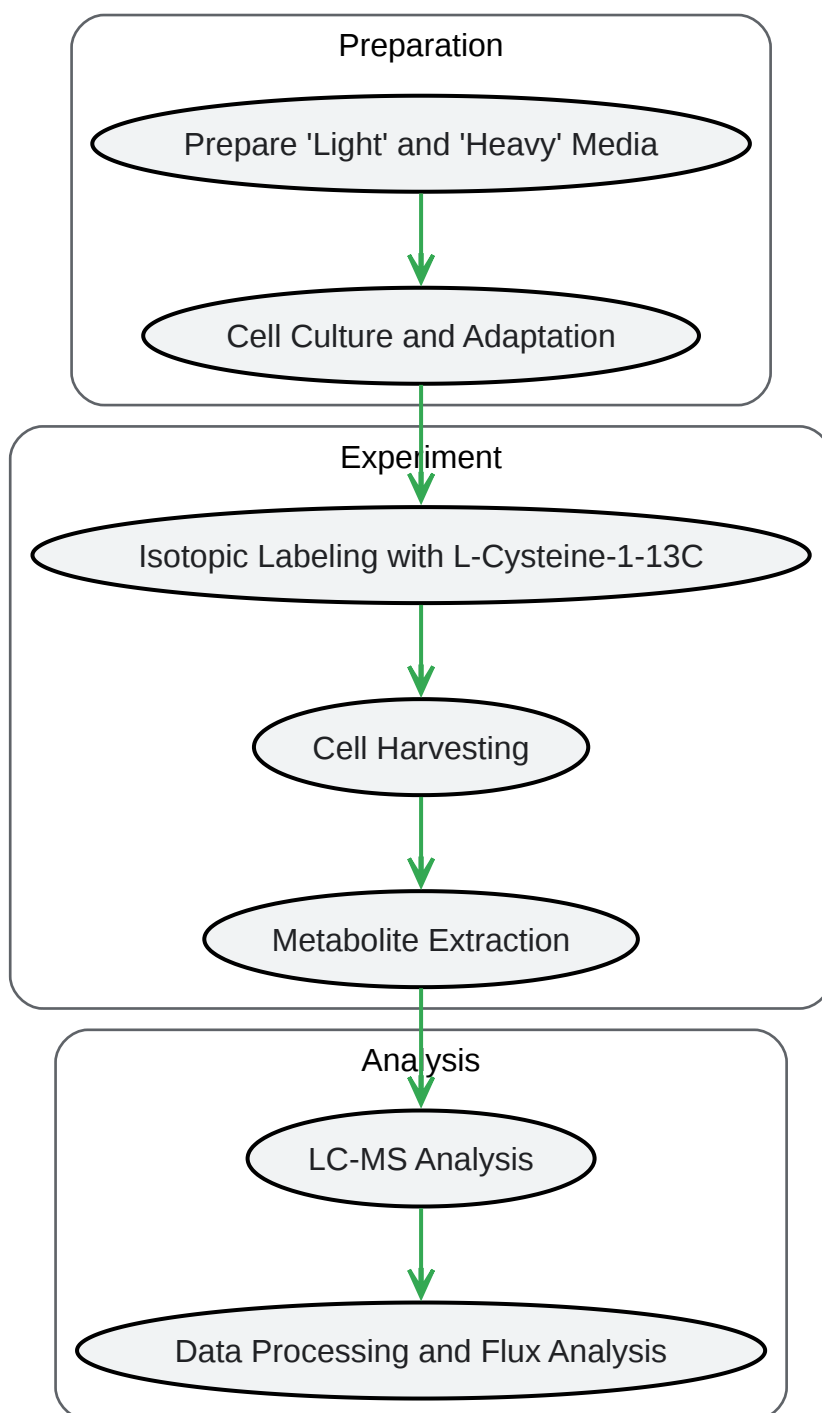 Preparation
Prepare 'Light' and 'Heavy' Media
Cell Culture and Adaptation
Experiment
Isotopic Labeling with L-Cysteine-1-13C
Cell Harvesting
Metabolite Extraction
Analysis
LC-MS Analysis
Data Processing and Flux Analysis